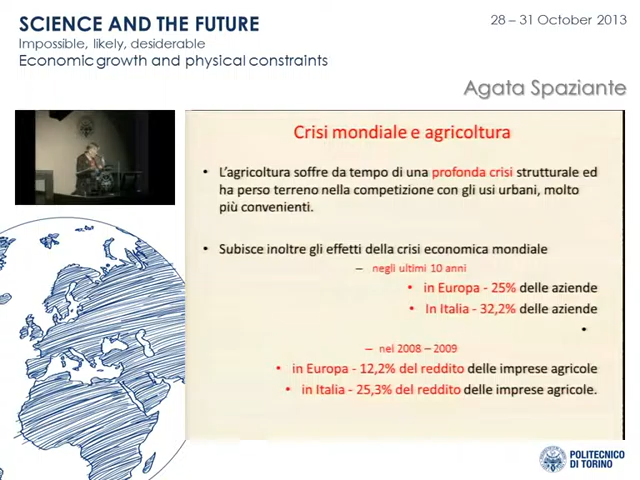 SCIENCE AND THE FUTURE
28 – 31 October 2013
Impossible, likely, desiderable
Economic growth and physical constraints
Agata Spaziante
Crisi mondiale e agricoltura
• L'agricoltura soffre da tempo di una profonda crisi strutturale ed
ha perso terreno nella competizione con gli usi urbani, molto
più convenienti.
• Subisce inoltre gli effetti della crisi economica mondiale
– negli ultimi 10 anni
• in Europa - 25% delle aziende
• In Italia - 32,2% delle aziende
•
– nel 2008 – 2009
• in Europa - 12,2% del reddito delle imprese agricole
• in Italia - 25,3% del reddito delle imprese agricole.
POLITECNICO
DI TORINO